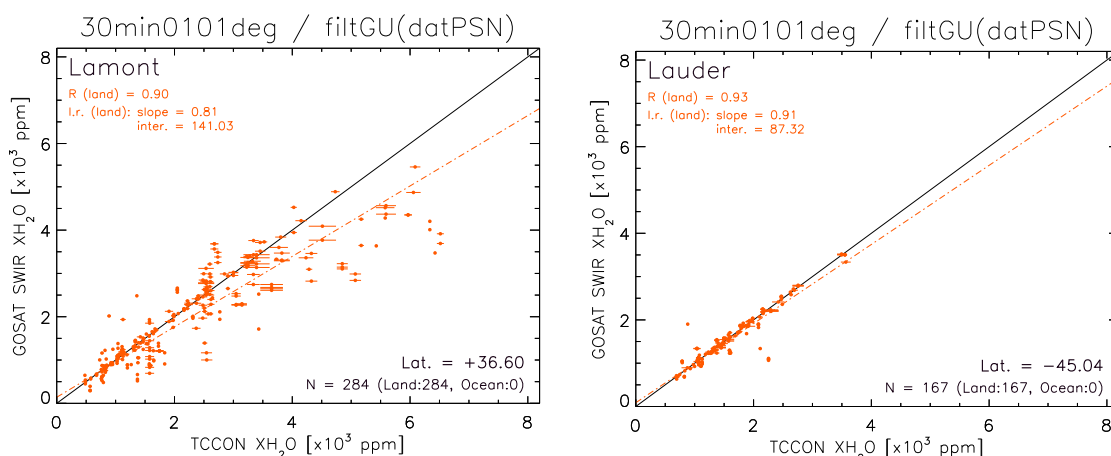 30min0101deg / filtGU(datPSN)
Lamont
R (land) = 0.90
l.r. (land): slope = 0.81
inter. = 141.03
GOSAT SWIR XH₂O [x10³ ppm]
8
6
4
2
0
Lat. = +36.60
N = 284 (Land:284, Ocean:0)
0 2 4 6 8
TCCON XH₂O [x10³ ppm]
30min0101deg / filtGU(datPSN)
Lauder
R (land) = 0.93
l.r. (land): slope = 0.91
inter. = 87.32
GOSAT SWIR XH₂O [x10³ ppm]
8
6
4
2
0
Lat. = −45.04
N = 167 (Land:167, Ocean:0)
0 2 4 6 8
TCCON XH₂O [x10³ ppm]